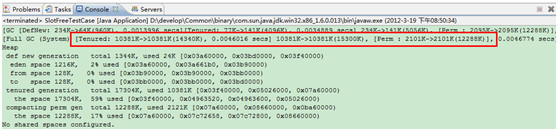 Problems Tasks Console
<terminated> SlotFreeTestCase [Java Application] D:\develop\Common\binary\com.sun.java.jdk.win32.x86_1.6.0.013\bin\javaw.exe (2012-3-19 下午08:50:34)
[GC [DefNew: 234K->64K(960K), 0.0013996 secs][Tenured: 77K->141K(4096K), 0.0034889 secs] 234K->141K(5056K), [Perm : 2095K->2095K(12288K)],
[Full GC (System) [Tenured: 10381K->10381K(14340K), 0.0046016 secs] 10381K->10381K(15300K), [Perm : 2101K->2101K(12288K)], 0.0046774 secs]
Heap
def new generation total 1344K, used 24K [0x03a60000, 0x03bd0000, 0x03f40000)
eden space 1216K, 2% used [0x03a60000, 0x03a661b0, 0x03b90000)
from space 128K, 0% used [0x03b90000, 0x03b90000, 0x03bb0000)
to space 128K, 0% used [0x03bb0000, 0x03bb0000, 0x03bd0000)
tenured generation total 17304K, used 10381K [0x03f40000, 0x05026000, 0x07a60000)
the space 17304K, 59% used [0x03f40000, 0x04963520, 0x04963600, 0x05026000)
compacting perm gen total 12288K, used 2121K [0x07a60000, 0x08660000, 0x0ba60000)
the space 12288K, 17% used [0x07a60000, 0x07c72658, 0x07c72800, 0x08660000)
No shared spaces configured.